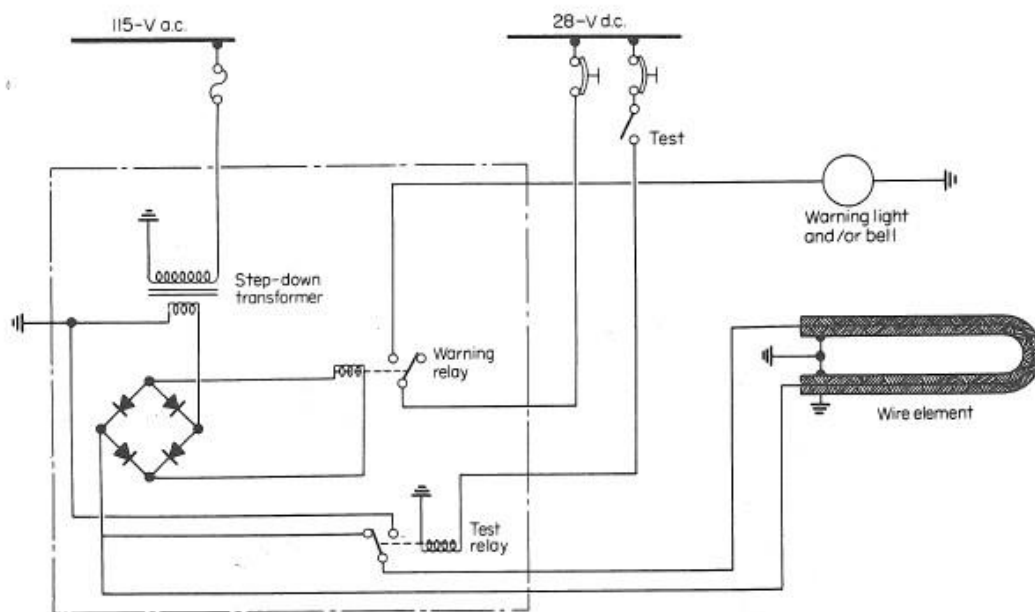 115-V a.c.
28-V d.c.
Test
Warning light
and/or bell
Step-down
transformer
Warning
relay
Wire element
Test
relay